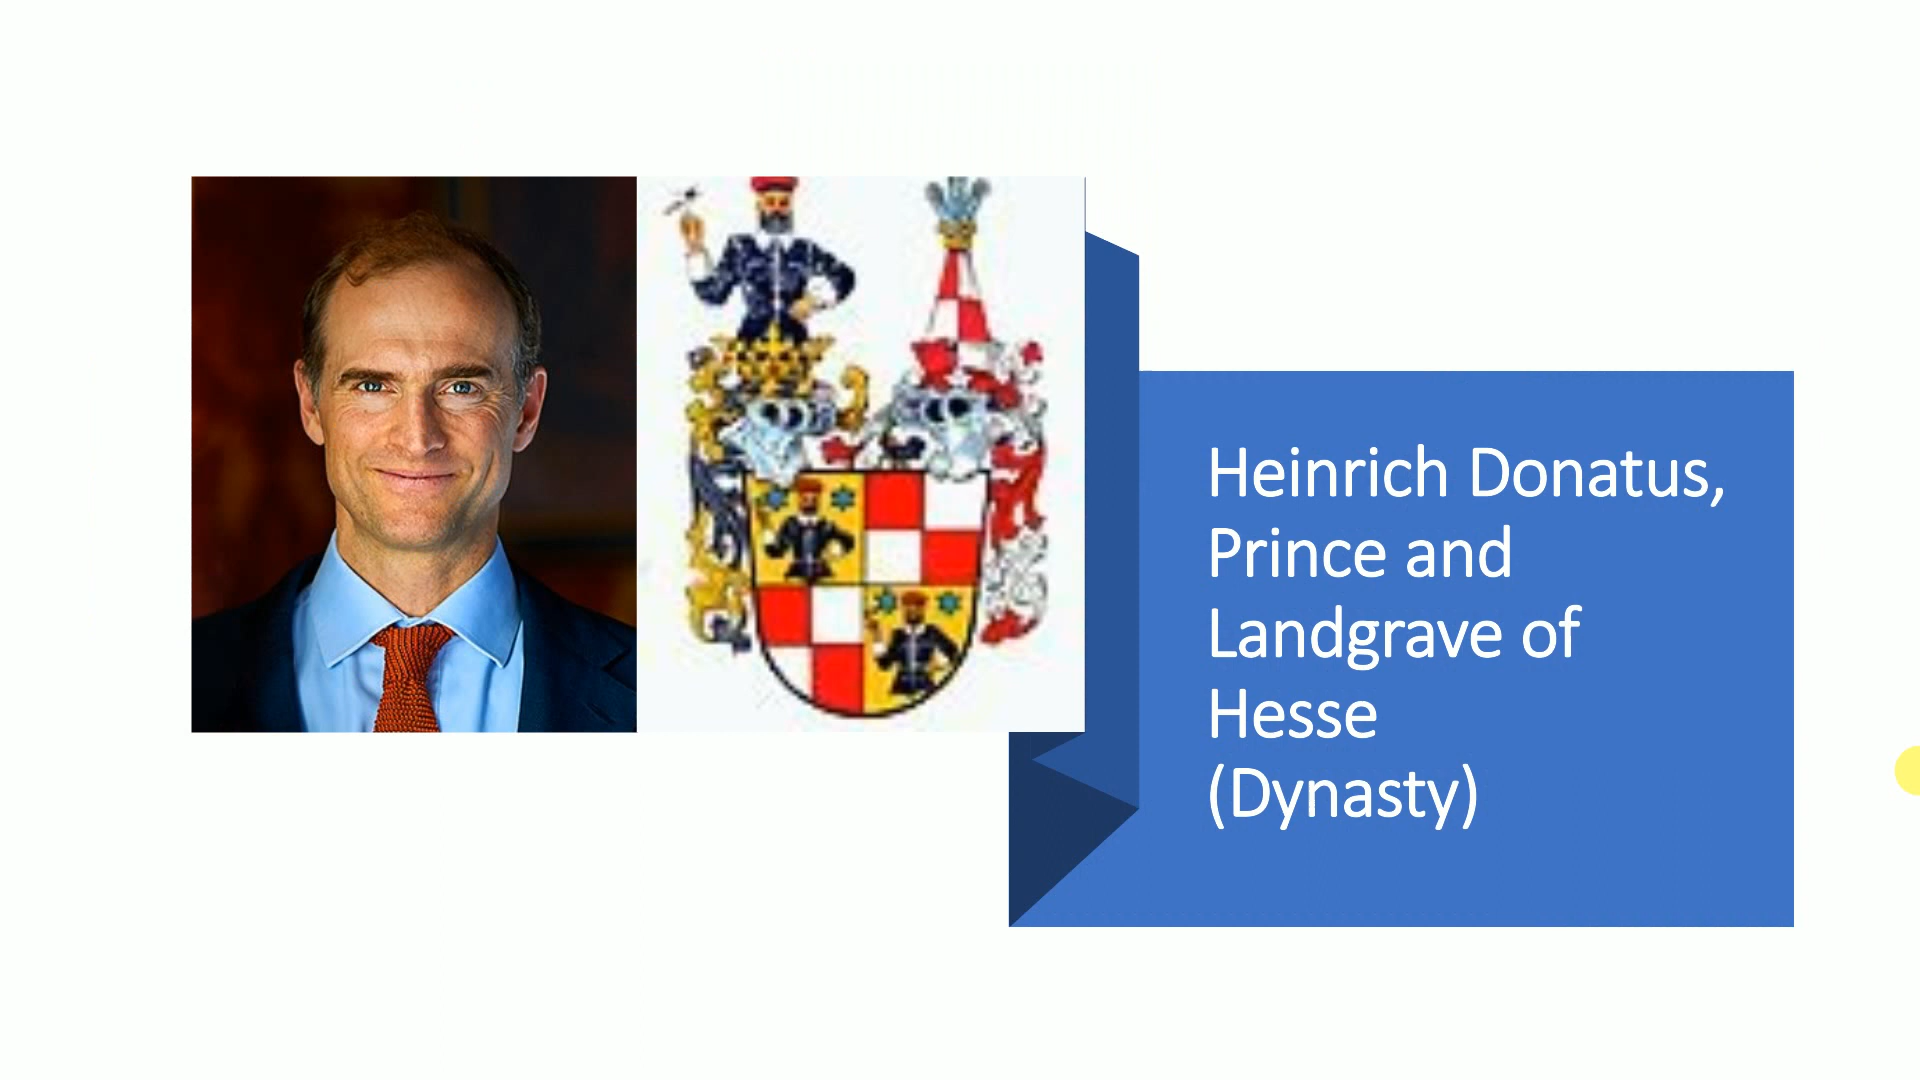 Heinrich Donatus,
Prince and
Landgrave of
Hesse
(Dynasty)